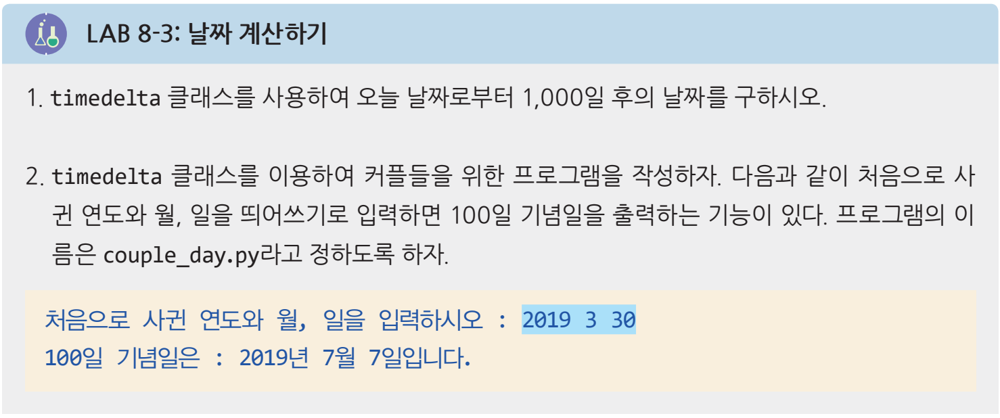 LAB 8-3: 날짜 계산하기
1. timedelta 클래스를 사용하여 오늘 날짜로부터 1,000일 후의 날짜를 구하시오.
2. timedelta 클래스를 이용하여 커플들을 위한 프로그램을 작성하자. 다음과 같이 처음으로 사
귄 연도와 월, 일을 띄어쓰기로 입력하면 100일 기념일을 출력하는 기능이 있다. 프로그램의 이
름은 couple_day.py라고 정하도록 하자.
처음으로 사귄 연도와 월, 일을 입력하시오 : 2019 3 30
100일 기념일은 : 2019년 7월 7일입니다.